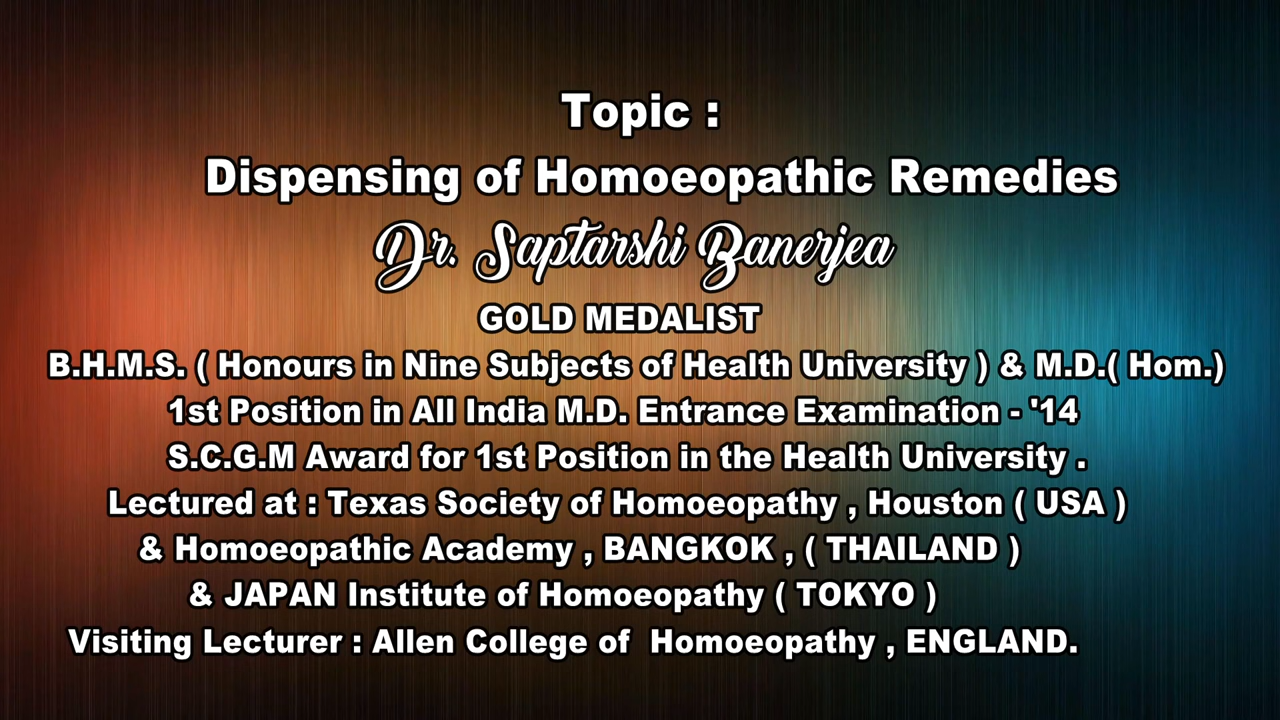 Topic :
Dispensing of Homoeopathic Remedies
Dr. Saptarshi Banerjea
GOLD MEDALIST
B.H.M.S. ( Honours in Nine Subjects of Health University ) & M.D.( Hom.)
1st Position in All India M.D. Entrance Examination - '14
S.C.G.M Award for 1st Position in the Health University .
Lectured at : Texas Society of Homoeopathy , Houston ( USA )
& Homoeopathic Academy , BANGKOK , ( THAILAND )
& JAPAN Institute of Homoeopathy ( TOKYO )
Visiting Lecturer : Allen College of  Homoeopathy , ENGLAND.